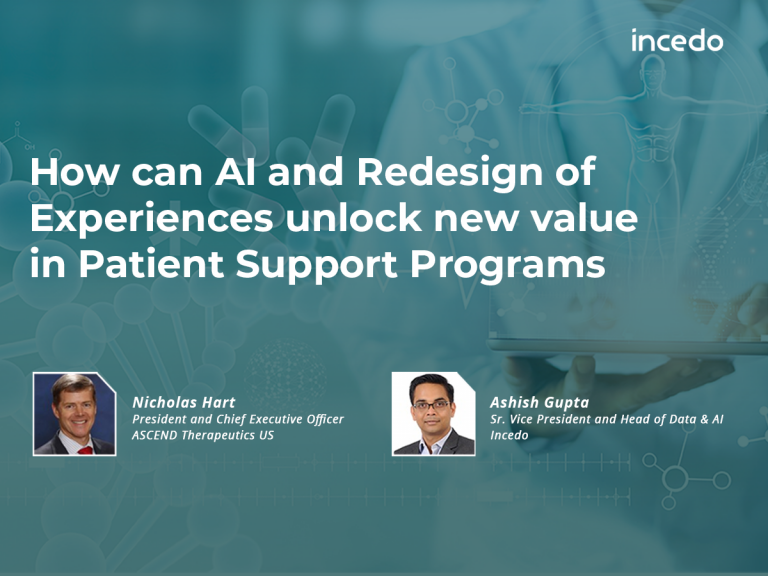 incedo
How can AI and Redesign of
Experiences unlock new value
in Patient Support Programs
Nicholas Hart
President and Chief Executive Officer
ASCEND Therapeutics US
Ashish Gupta
Sr. Vice President and Head of Data & AI
Incedo
OH